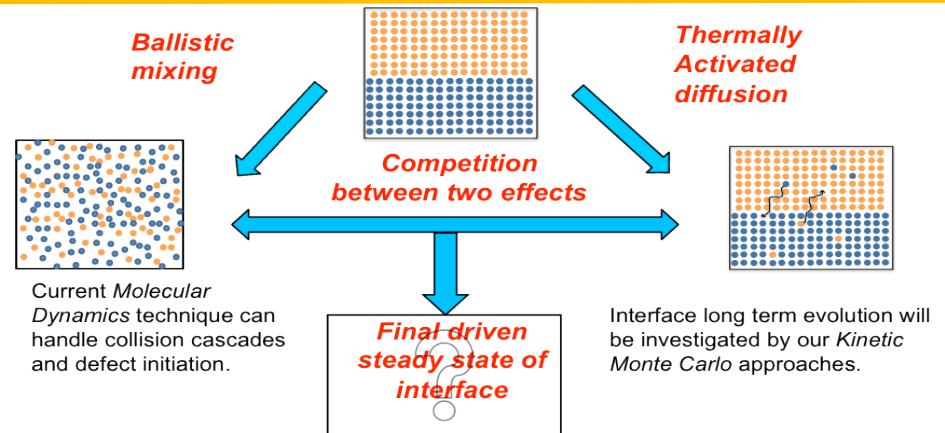 Ballistic
mixing
Thermally
Activated
diffusion
Competition
between two effects
Current Molecular
Dynamics technique can
handle collision cascades
and defect initiation.
Interface long term evolution will
be investigated by our Kinetic
Monte Carlo approaches.
?
Final driven
steady state of
interface